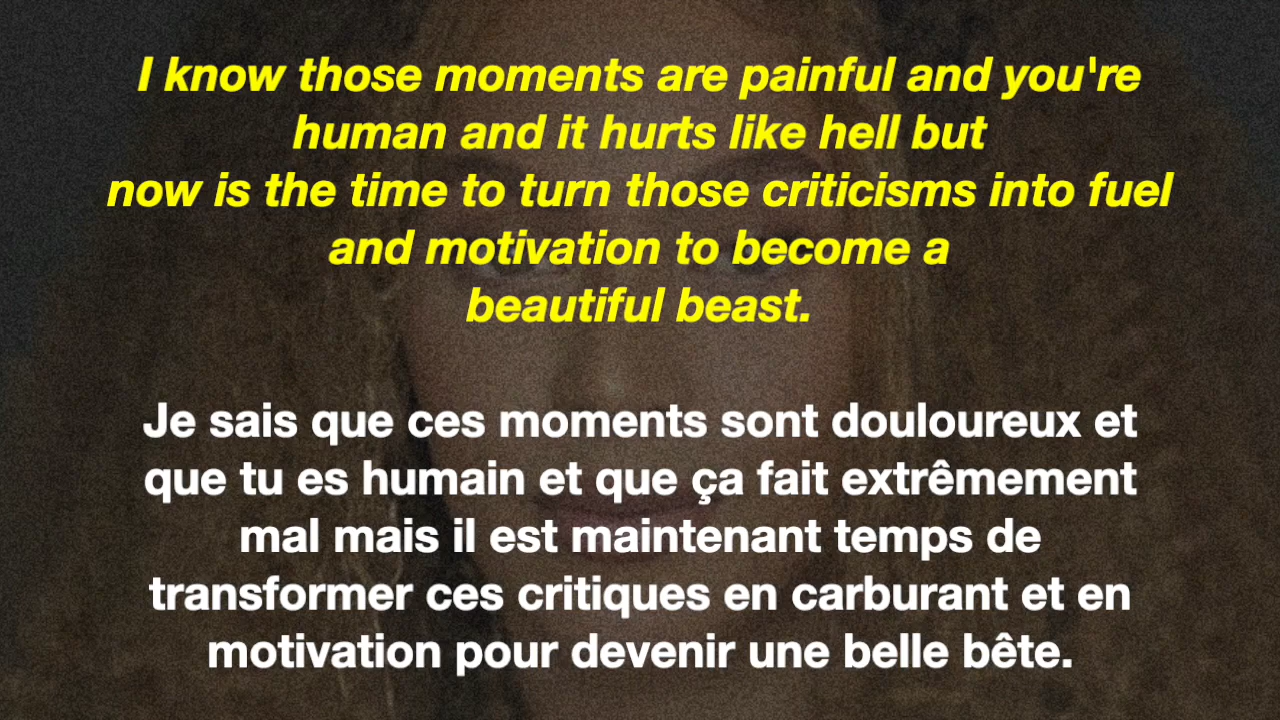 I know those moments are painful and you're
human and it hurts like hell but
now is the time to turn those criticisms into fuel
and motivation to become a
beautiful beast.
Je sais que ces moments sont douloureux et
que tu es humain et que ça fait extrêmement
mal mais il est maintenant temps de
transformer ces critiques en carburant et en
motivation pour devenir une belle bête.